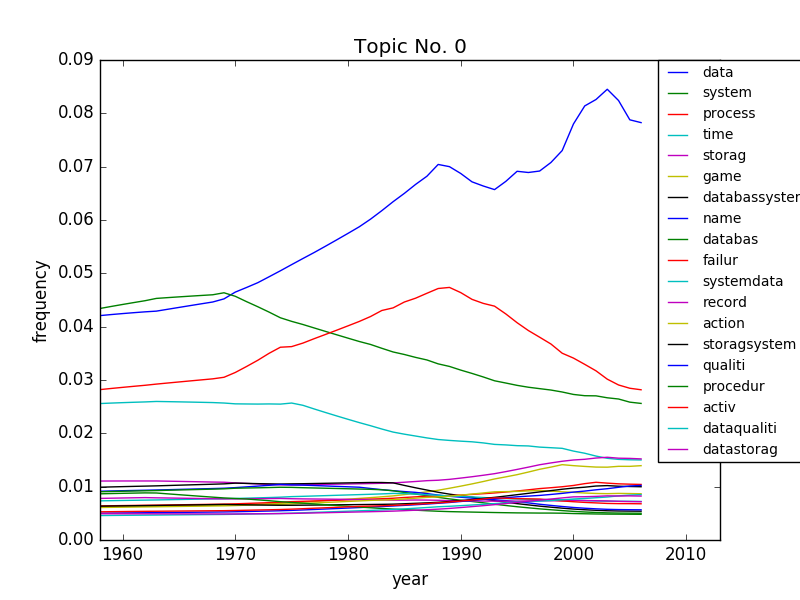 Topic No. 0
0.09
0.08
0.07
0.06
0.05
0.04
0.03
0.02
0.01
0.00
frequency
1960 1970 1980 1990 2000 2010
year
data
system
process
time
storag
game
databassystem
name
databas
failur
systemdata
record
action
storagsystem
qualiti
procedur
activ
dataqualiti
datastorag